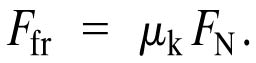 F_fr = μ_k F_N.